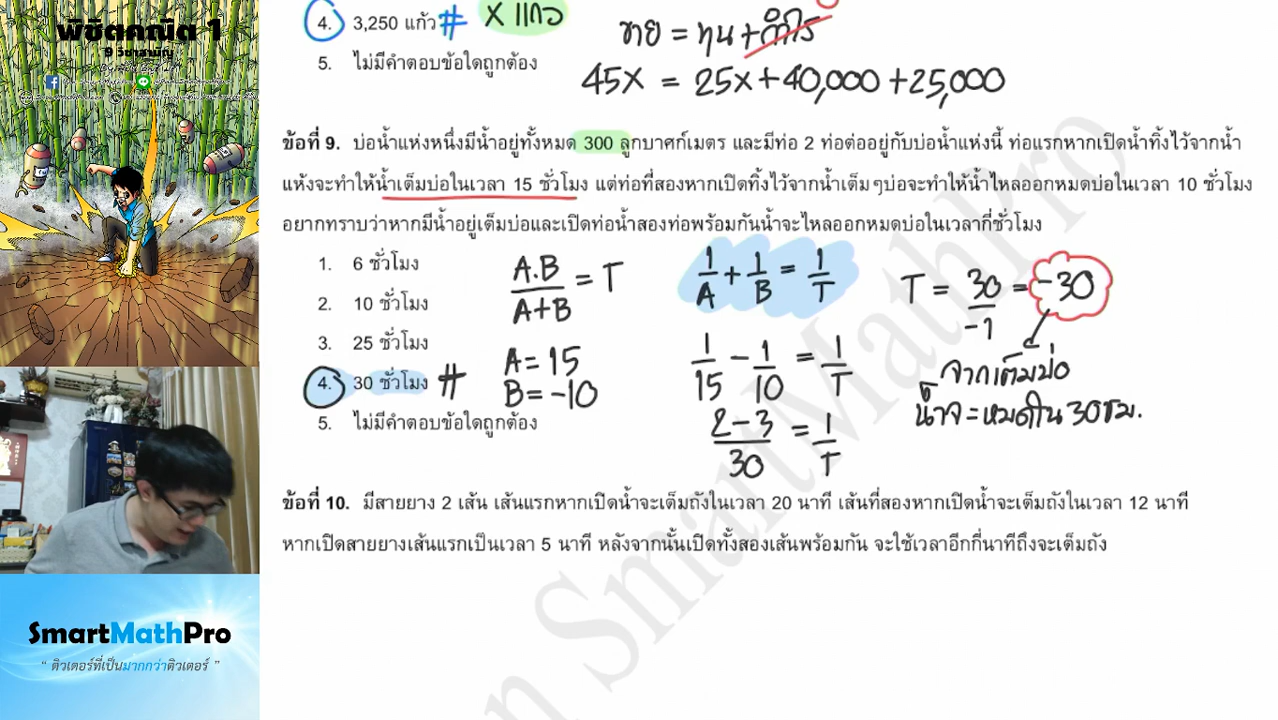 พิชิตคณิต 1
9 วิชาสามัญ
4. 3,250 แก้ว # X แก้ว
5. ไม่มีคำตอบข้อใดถูกต้อง
ขาย = ทุน + กำไร 0
45X = 25X + 40,000 + 25,000
ข้อที่ 9. บ่อน้ำแห่งหนึ่งมีน้ำอยู่ทั้งหมด 300 ลูกบาศก์เมตร และมีท่อ 2 ท่อต่ออยู่กับบ่อน้ำแห่งนี้ ท่อแรกหากเปิดน้ำทิ้งไว้จากน้ำ
แห้งจะทำให้น้ำเต็มบ่อในเวลา 15 ชั่วโมง แต่ท่อที่สองหากเปิดทิ้งไว้จากน้ำเต็มๆบ่อจะทำให้น้ำไหลออกหมดบ่อในเวลา 10 ชั่วโมง
อยากทราบว่าหากมีน้ำอยู่เต็มบ่อและเปิดท่อน้ำสองท่อพร้อมกันน้ำจะไหลออกหมดบ่อในเวลากี่ชั่วโมง
1. 6 ชั่วโมง
2. 10 ชั่วโมง
3. 25 ชั่วโมง
4. 30 ชั่วโมง #
5. ไม่มีคำตอบข้อใดถูกต้อง
A.B / A+B = T
A = 15
B = -10
1/A + 1/B = 1/T
1/15 - 1/10 = 1/T
2-3 / 30 = 1/T
T = 30/-1 = -30
จากเต็มบ่อ
น้ำจะหมดใน 30 ชม.
ข้อที่ 10. มีสายยาง 2 เส้น เส้นแรกหากเปิดน้ำจะเต็มถังในเวลา 20 นาที เส้นที่สองหากเปิดน้ำจะเต็มถังในเวลา 12 นาที
หากเปิดสายยางเส้นแรกเป็นเวลา 5 นาที หลังจากนั้นเปิดทั้งสองเส้นพร้อมกัน จะใช้เวลาอีกกี่นาทีถึงจะเต็มถัง
SmartMathPro
" ติวเตอร์ที่เป็นมากกว่าติวเตอร์ "
n SmartMathPro